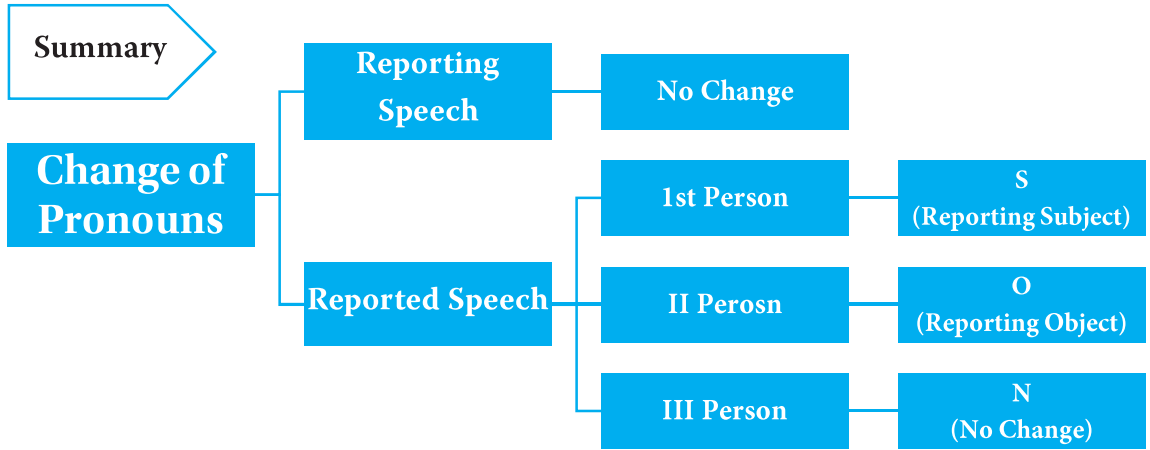 Summary
Change of
Pronouns
Reporting
Speech
No Change
Reported Speech
1st Person
S
(Reporting Subject)
II Perosn
O
(Reporting Object)
III Person
N
(No Change)